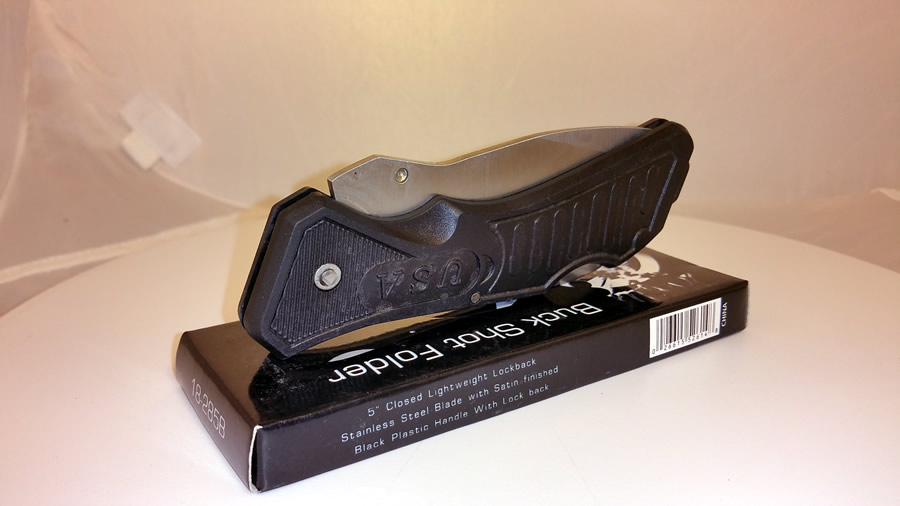 USA
Buck Shot Folder
5" Closed Lightweight Lockback
Stainless Steel Blade with Satin finished
Black Plastic Handle With Lock back
18-285B
CHINA